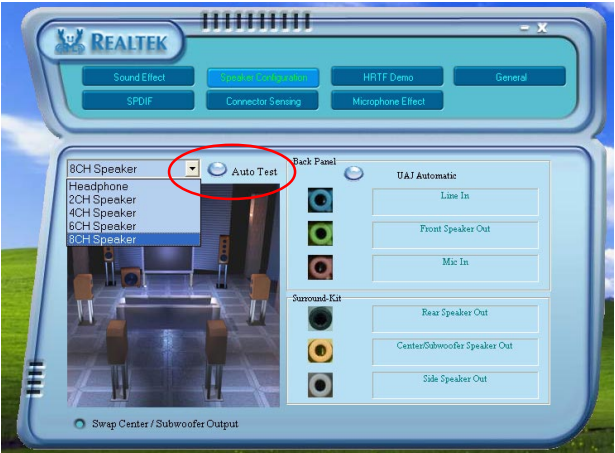 REALTEK
- X
Sound Effect
Speaker Configuration
HRTF Demo
General
SPDIF
Connector Sensing
Microphone Effect
8CH Speaker
Auto Test
Headphone
2CH Speaker
4CH Speaker
6CH Speaker
8CH Speaker
Back Panel
UAJ Automatic
Line In
Front Speaker Out
Mic In
Surround-Kit
Rear Speaker Out
Center/Subwoofer Speaker Out
Side Speaker Out
Swap Center / Subwoofer Output